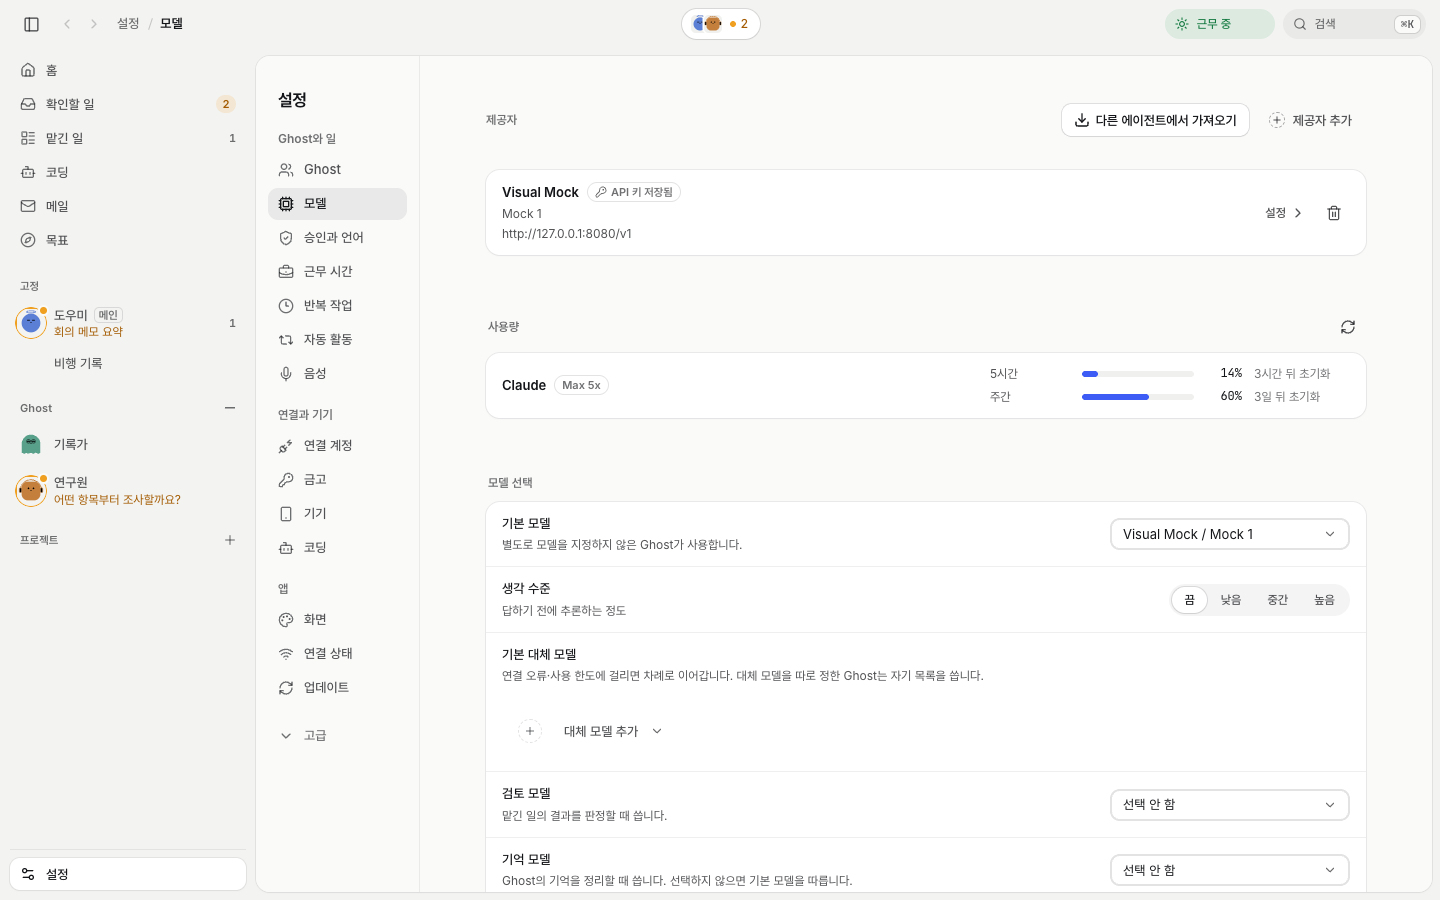 설정 / 모델
2
근무 중
검색
⌘K
홈
확인할 일
2
맡긴 일
1
코딩
메일
목표
고정
도우미 메인
회의 메모 요약
1
비행 기록
Ghost
기록가
연구원
어떤 항목부터 조사할까요?
프로젝트
설정
설정
Ghost와 일
Ghost
모델
승인과 언어
근무 시간
반복 작업
자동 활동
음성
연결과 기기
연결 계정
금고
기기
코딩
앱
화면
연결 상태
업데이트
고급
제공자
다른 에이전트에서 가져오기
제공자 추가
Visual Mock API 키 저장됨
Mock 1
http://127.0.0.1:8080/v1
설정
사용량
Claude Max 5x
5시간 14% 3시간 뒤 초기화
주간 60% 3일 뒤 초기화
모델 선택
기본 모델
별도로 모델을 지정하지 않은 Ghost가 사용합니다.
Visual Mock / Mock 1
생각 수준
답하기 전에 추론하는 정도
끔 낮음 중간 높음
기본 대체 모델
연결 오류·사용 한도에 걸리면 차례로 이어갑니다. 대체 모델을 따로 정한 Ghost는 자기 목록을 씁니다.
대체 모델 추가
검토 모델
맡긴 일의 결과를 판정할 때 씁니다.
선택 안 함
기억 모델
Ghost의 기억을 정리할 때 씁니다. 선택하지 않으면 기본 모델을 따릅니다.
선택 안 함